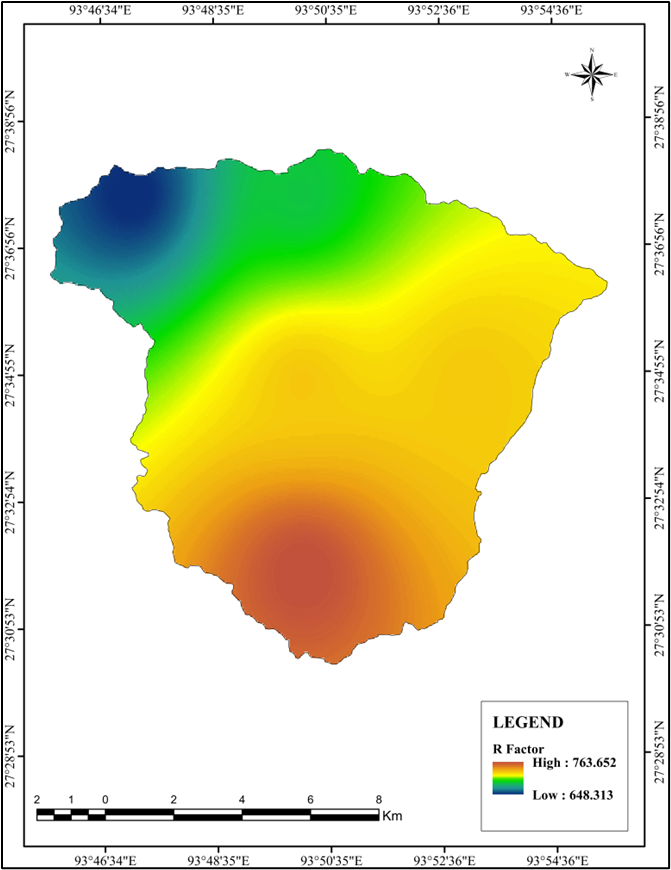 93°46'34"E 93°48'35"E 93°50'35"E 93°52'36"E 93°54'36"E
N
W E
S
27°38'56"N 27°38'56"N
27°36'56"N 27°36'56"N
27°34'55"N 27°34'55"N
27°32'54"N 27°32'54"N
27°30'53"N 27°30'53"N
27°28'53"N 27°28'53"N
LEGEND
R Factor
High : 763.652
Low : 648.313
2 1 0 2 4 6 8
Km
93°46'34"E 93°48'35"E 93°50'35"E 93°52'36"E 93°54'36"E